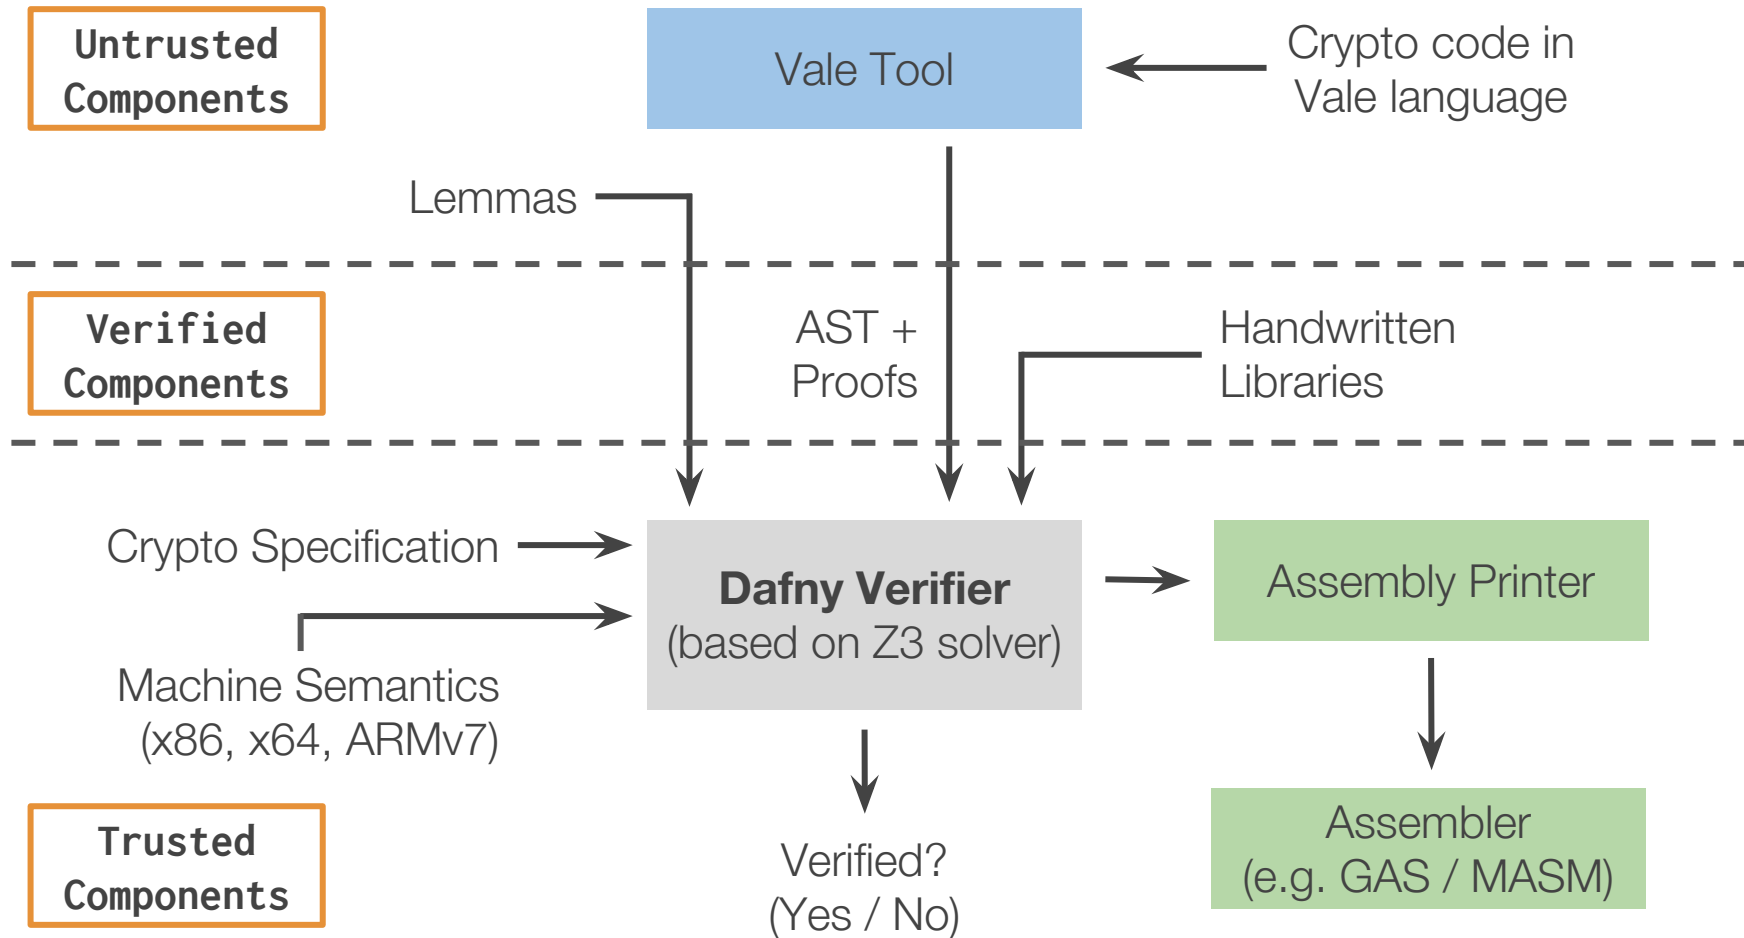 Untrusted
Components
Vale Tool
Crypto code in
Vale language
Lemmas
Verified
Components
AST +
Proofs
Handwritten
Libraries
Crypto Specification
Dafny Verifier
(based on Z3 solver)
Assembly Printer
Machine Semantics
(x86, x64, ARMv7)
Trusted
Components
Verified?
(Yes / No)
Assembler
(e.g. GAS / MASM)